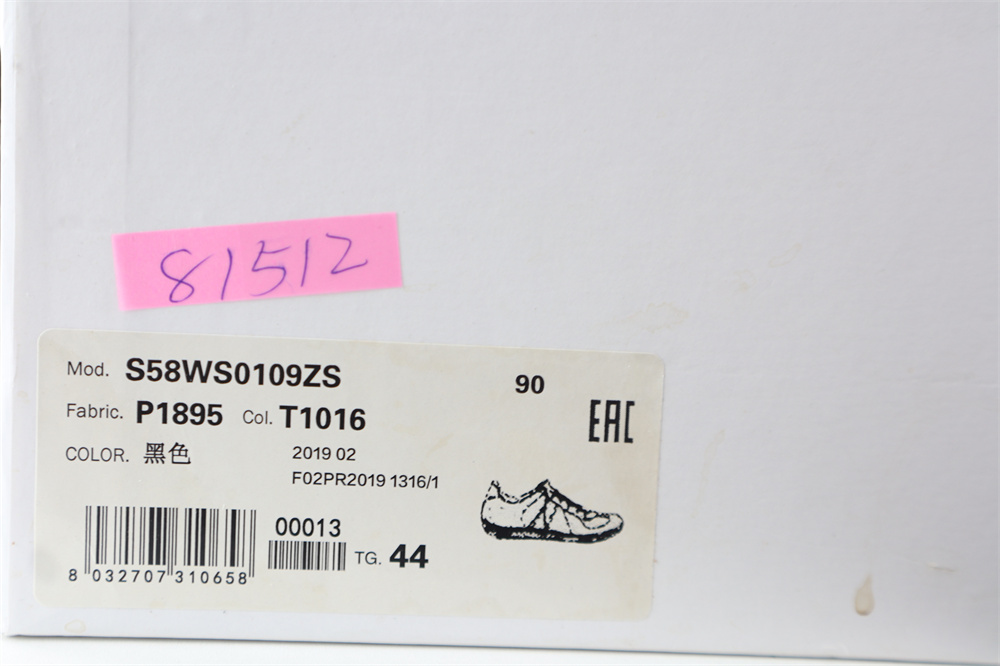 81512
Mod. S58WS0109ZS
90
Fabric. P1895 Col. T1016
EAC
COLOR. 黑色
2019 02
F02PR2019 1316/1
00013
TG. 44
8 032707 310658